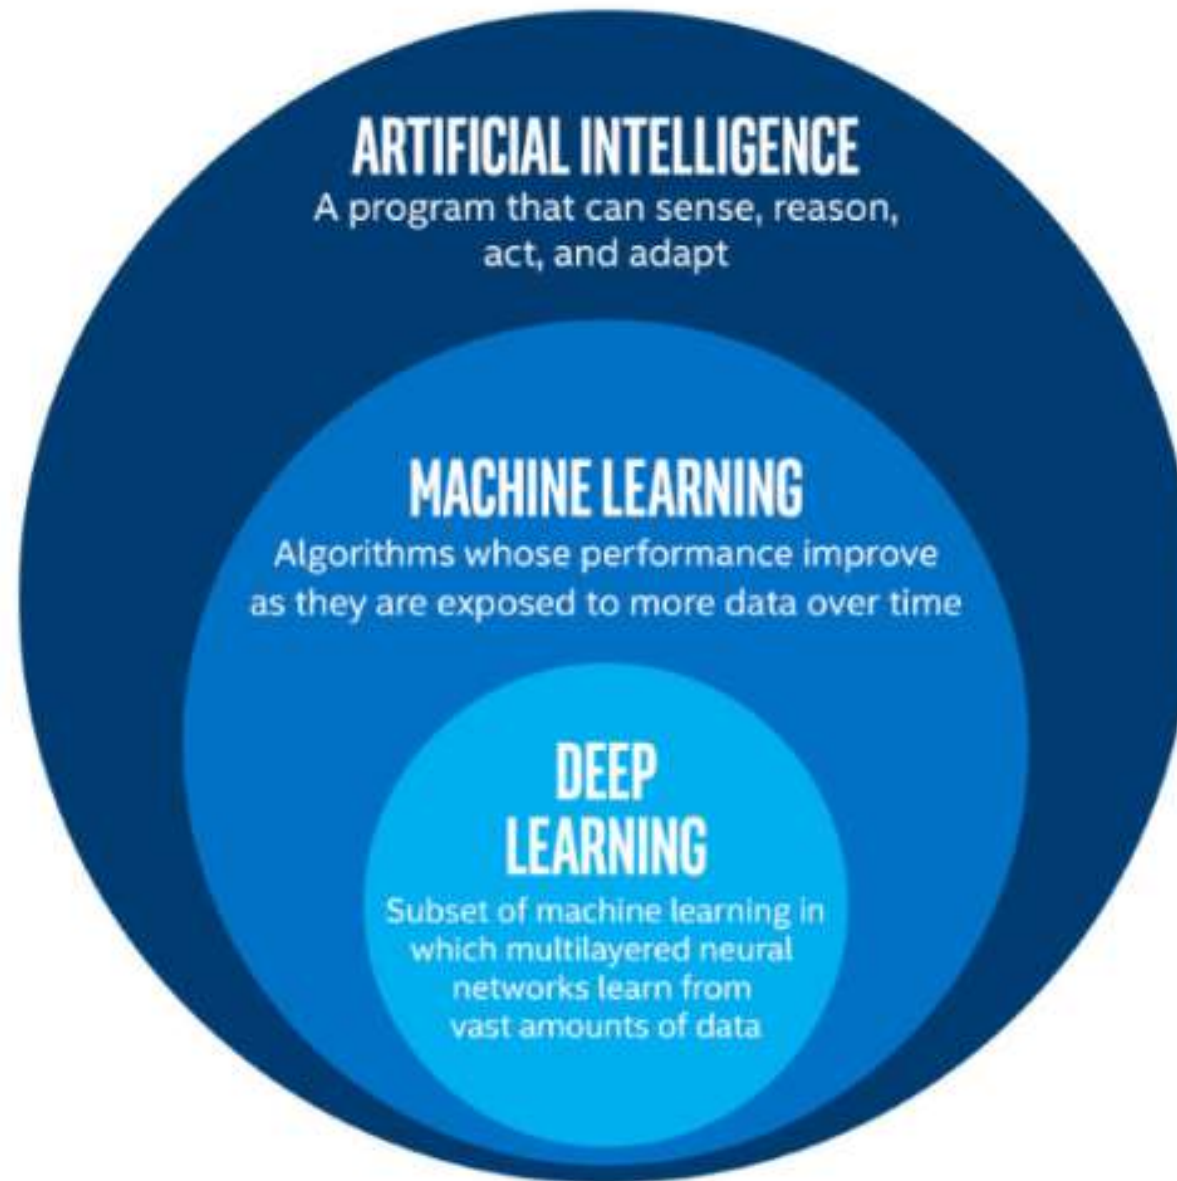 ARTIFICIAL INTELLIGENCE
A program that can sense, reason,
act, and adapt
MACHINE LEARNING
Algorithms whose performance improve
as they are exposed to more data over time
DEEP
LEARNING
Subset of machine learning in
which multilayered neural
networks learn from
vast amounts of data